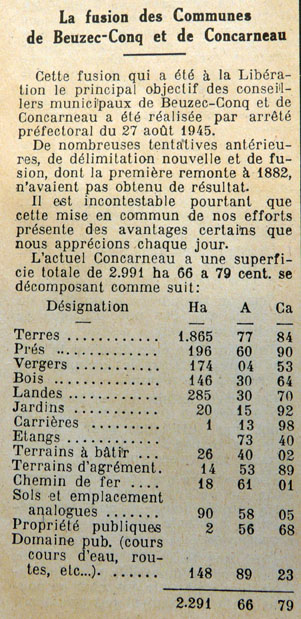 La fusion des Communes
de Beuzec-Conq et de Concarneau
Cette fusion qui a été à la Libéra-
tion le principal objectif des conseil-
lers municipaux de Beuzec-Conq et de
Concarneau a été réalisée par arrêté
préfectoral du 27 août 1945.
De nombreuses tentatives antérieu-
res, de délimitation nouvelle et de fu-
sion, dont la première remonte à 1882,
n'avaient pas obtenu de résultat.
Il est incontestable pourtant que
cette mise en commun de nos efforts
présente des avantages certains que
nous apprécions chaque jour.
L'actuel Concarneau a une superfi-
cie totale de 2.991 ha 66 a 79 cent. se
décomposant comme suit:
Désignation Ha A Ca
Terres ............ 1.865 77 84
Prés ............ 196 60 90
Vergers ............ 174 04 53
Bois ............ 146 30 64
Landes ............ 285 30 70
Jardins ............ 20 15 92
Carrières ......... 1 13 98
Etangs ............ 73 40
Terrains à bâtir ... 26 40 02
Terrains d'agrément. 14 53 89
Chemin de fer .... 18 61 01
Sols et emplacement
analogues ....... 90 58 05
Propriété publiques 2 56 68
Domaine pub. (cours
cours d'eau, rou-
tes, etc...). ....... 148 89 23
2.291 66 79